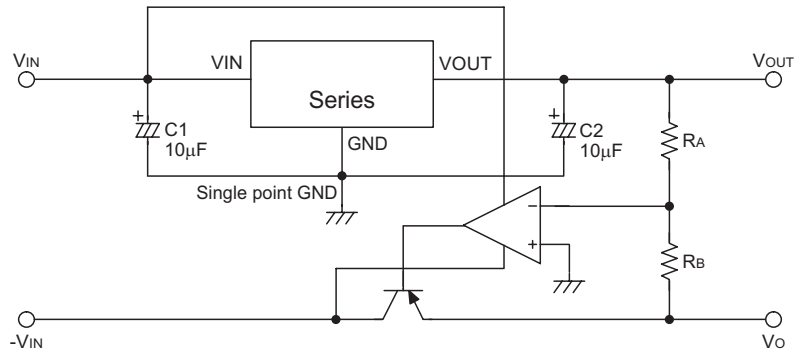 VIN
VIN
VOUT
VOUT
Series
+
C1
10μF
GND
+
C2
10μF
RA
Single point GND
−
+
RB
-VIN
VO